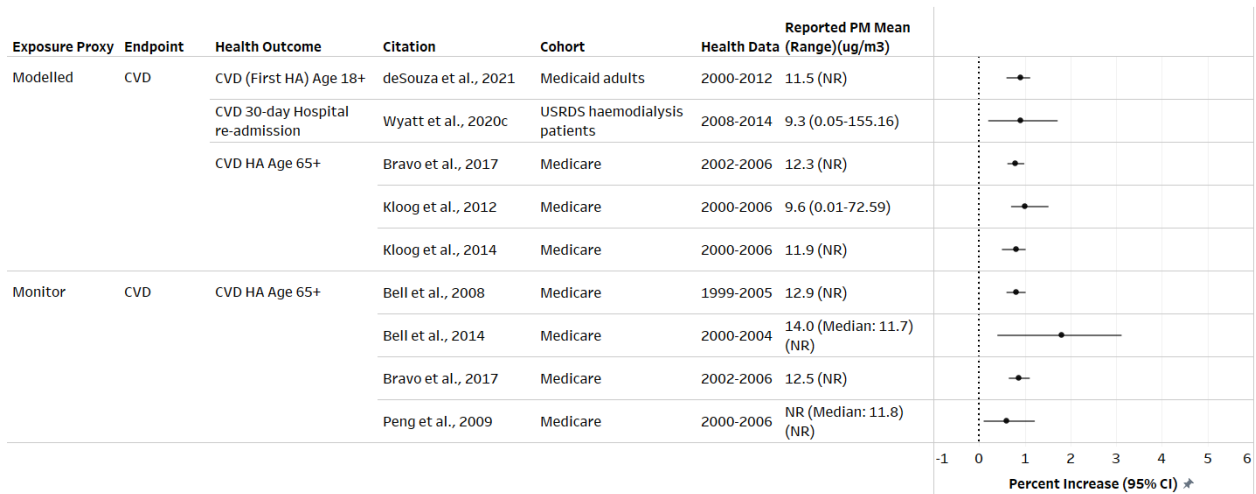 Exposure Proxy Endpoint Health Outcome Citation Cohort Health Data Reported PM Mean (Range)(ug/m3)
Modelled CVD CVD (First HA) Age 18+ deSouza et al., 2021 Medicaid adults 2000-2012 11.5 (NR)
CVD 30-day Hospital re-admission Wyatt et al., 2020c USRDS haemodialysis patients 2008-2014 9.3 (0.05-155.16)
CVD HA Age 65+ Bravo et al., 2017 Medicare 2002-2006 12.3 (NR)
Kloog et al., 2012 Medicare 2000-2006 9.6 (0.01-72.59)
Kloog et al., 2014 Medicare 2000-2006 11.9 (NR)
Monitor CVD CVD HA Age 65+ Bell et al., 2008 Medicare 1999-2005 12.9 (NR)
Bell et al., 2014 Medicare 2000-2004 14.0 (Median: 11.7) (NR)
Bravo et al., 2017 Medicare 2002-2006 12.5 (NR)
Peng et al., 2009 Medicare 2000-2006 NR (Median: 11.8) (NR)
-1 0 1 2 3 4 5 6
Percent Increase (95% CI)